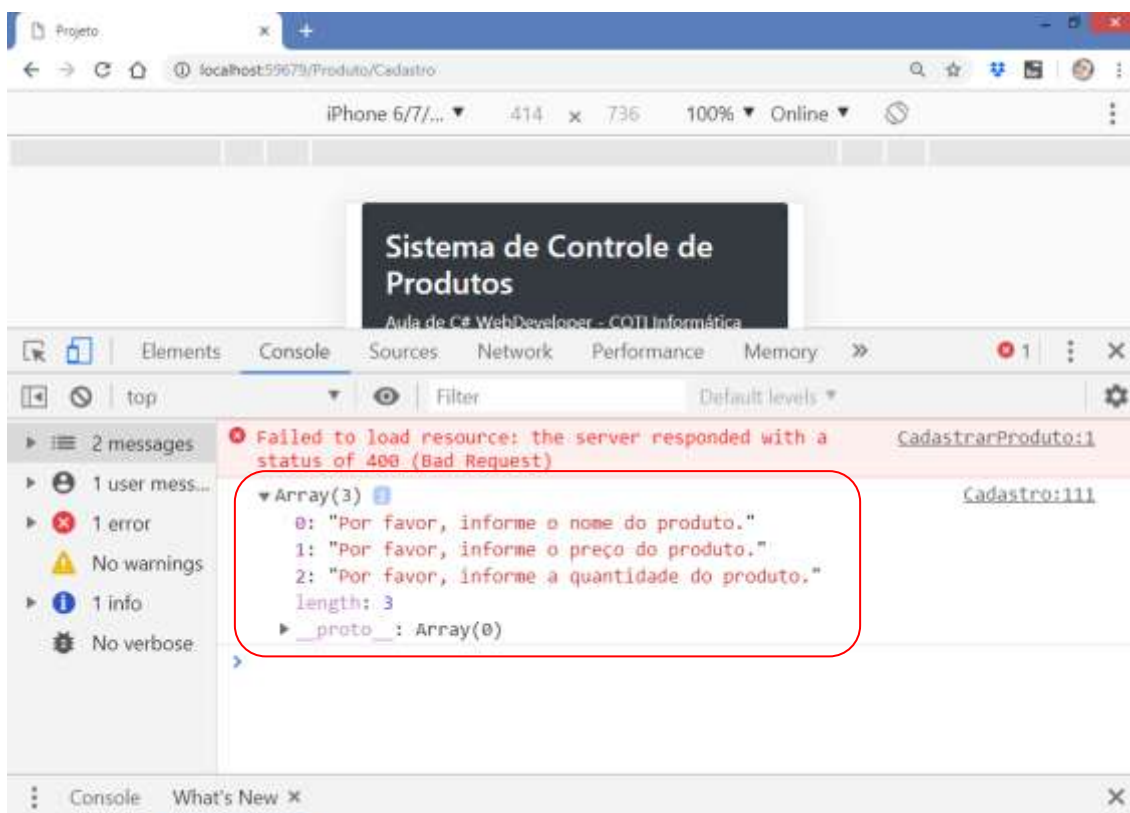 Projeto
localhost:59679/Produto/Cadastro
iPhone 6/7/... ▼ 414 x 736 100% ▼ Online ▼
Sistema de Controle de
Produtos
Aula de C# WebDeveloper - COTI Informática
Elements Console Sources Network Performance Memory » 1
top ▼ Filter Default levels ▼
2 messages
1 user mess...
1 error
No warnings
1 info
No verbose
Failed to load resource: the server responded with a CadastrarProduto:1
status of 400 (Bad Request)
▼Array(3) Cadastro:111
0: "Por favor, informe o nome do produto."
1: "Por favor, informe o preço do produto."
2: "Por favor, informe a quantidade do produto."
length: 3
▶ __proto__: Array(0)
>
Console What's New ×